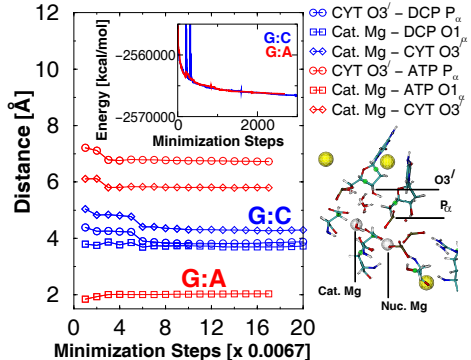 12
10
8
6
4
2
0
4
8
12
16
20
Distance [Å]
Minimization Steps [x 0.0067]
Energy [kcal/mol]
-2560000
-2570000
0
2000
Minimization Steps
G:C
G:A
G:C
G:A
CYT O3′ – DCP Pα
Cat. Mg – DCP O1α
Cat. Mg – CYT O3′
CYT O3′ – ATP Pα
Cat. Mg – ATP O1α
Cat. Mg – CYT O3′
O3′
Pα
Cat. Mg
Nuc. Mg